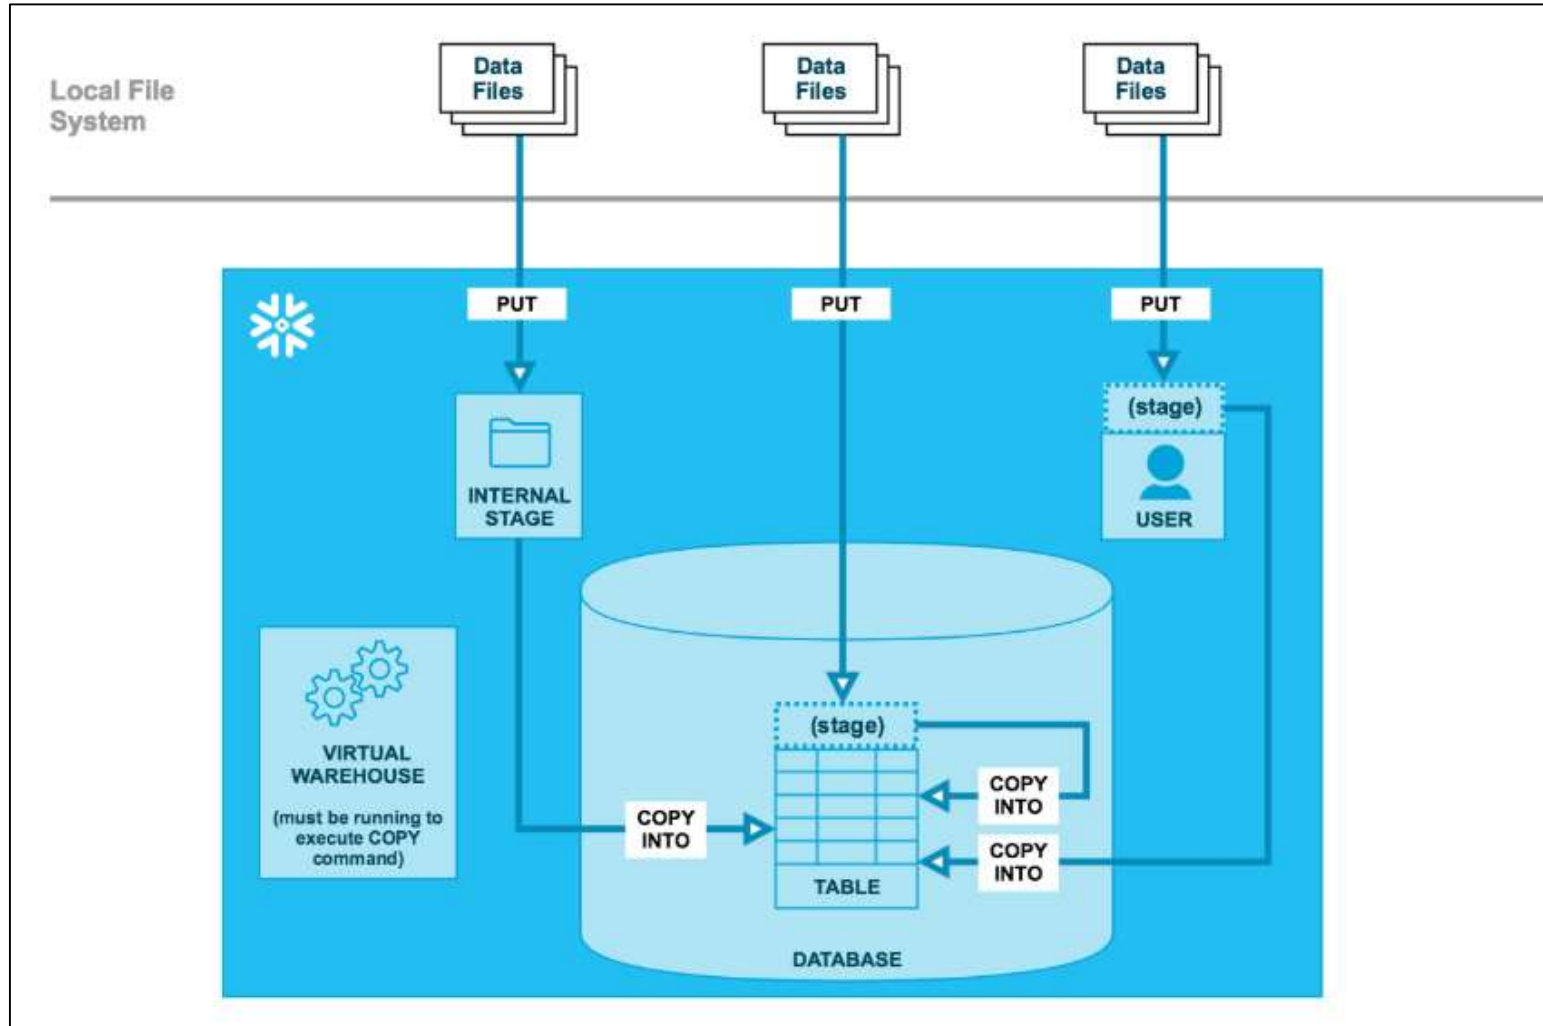 Local File
System
Data
Files
Data
Files
Data
Files
PUT
PUT
PUT
(stage)
USER
INTERNAL
STAGE
VIRTUAL
WAREHOUSE
(must be running to
execute COPY
command)
(stage)
COPY
INTO
COPY
INTO
COPY
INTO
TABLE
DATABASE